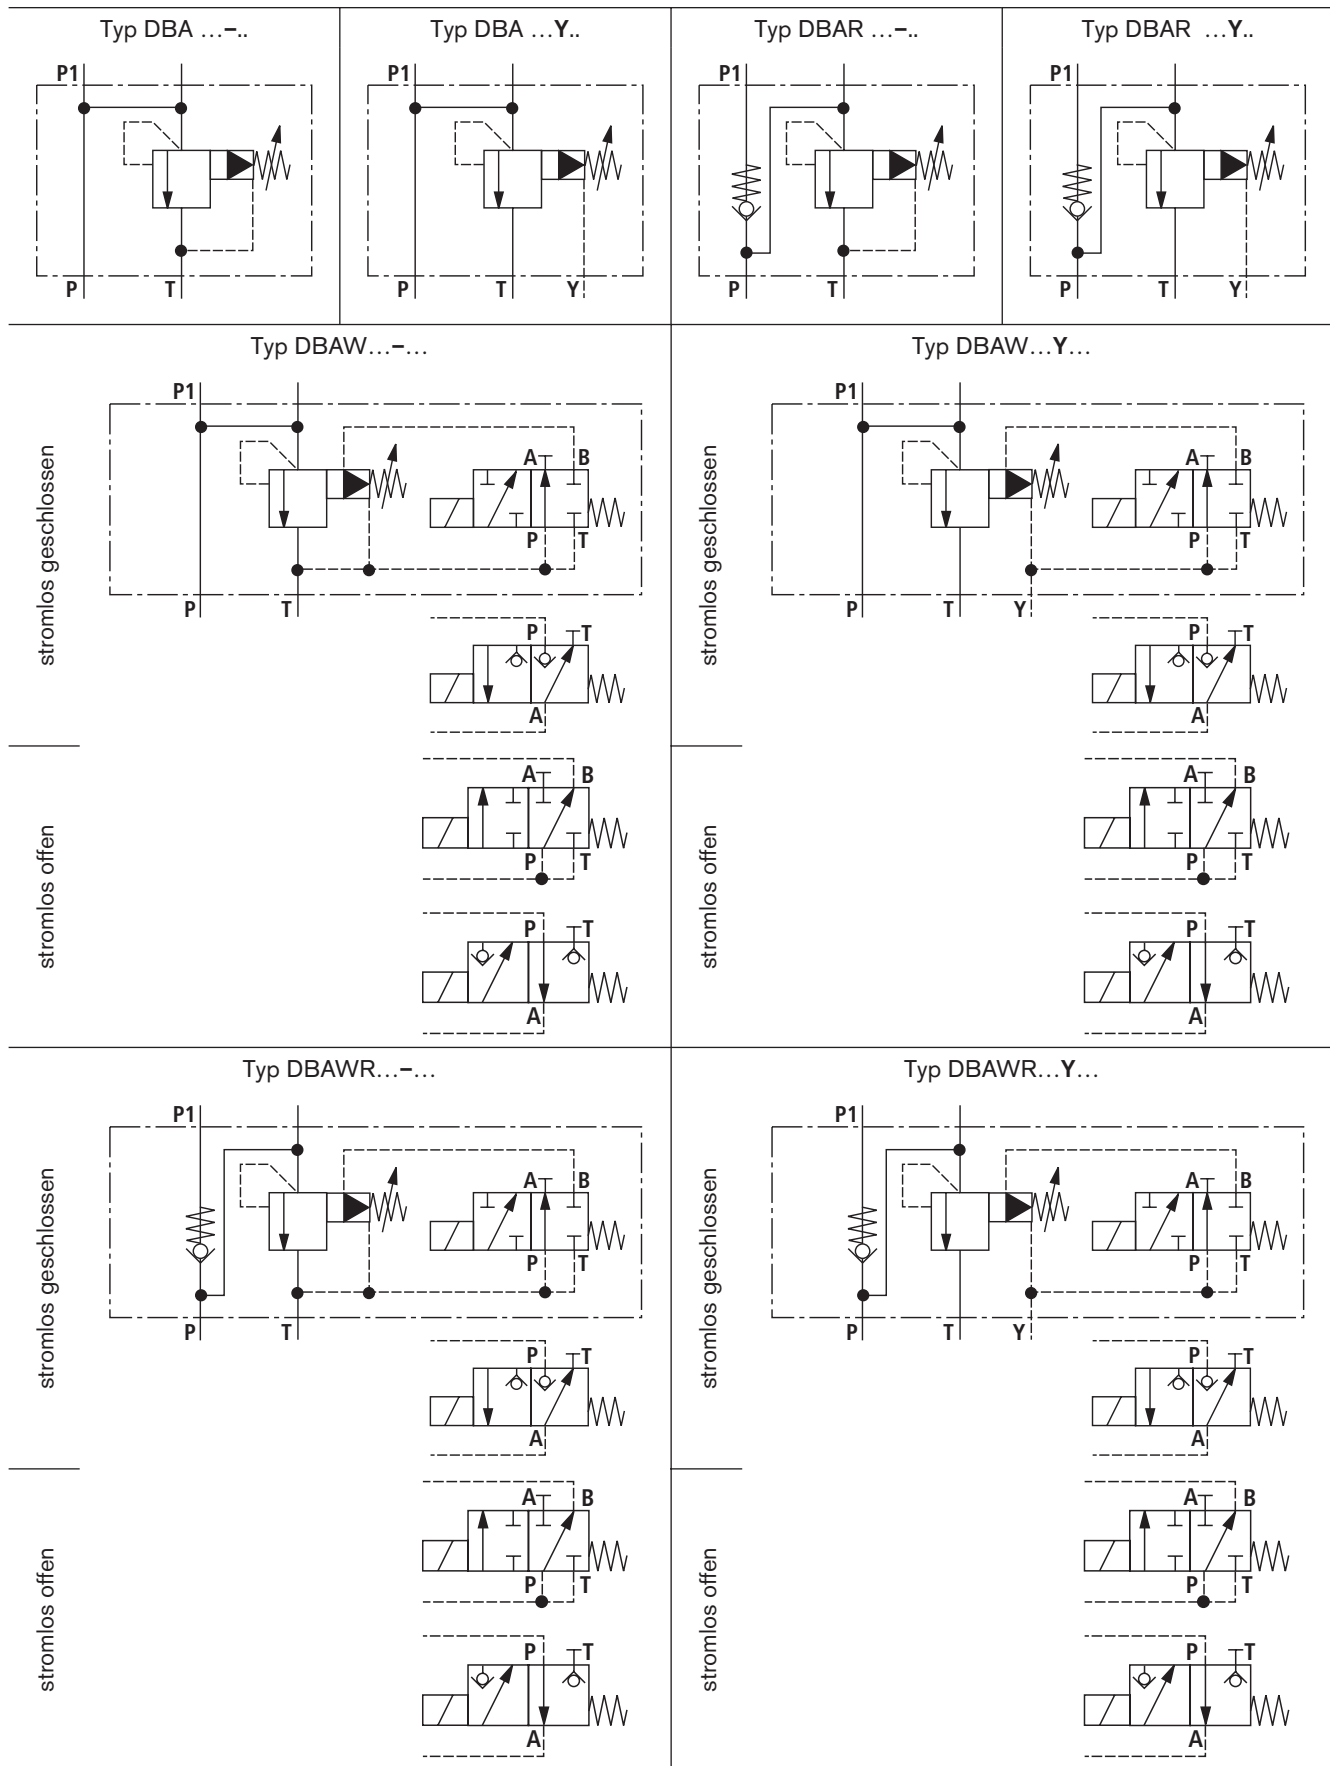 Typ DBA …–..
Typ DBA …Y..
Typ DBAR …–..
Typ DBAR …Y..
P1
P1
P1
P1
P T
P T Y
P T
P T Y
Typ DBAW…–…
Typ DBAW…Y…
stromlos geschlossen
P1
A B
P T
P T
P T
A
stromlos offen
A B
P T
P T
A
stromlos geschlossen
P1
A B
P T
P T Y
P T
A
stromlos offen
A B
P T
P T
A
Typ DBAWR…–…
Typ DBAWR…Y…
stromlos geschlossen
P1
A B
P T
P T
P T
A
stromlos offen
A B
P T
P T
A
stromlos geschlossen
P1
A B
P T
P T Y
P T
A
stromlos offen
A B
P T
P T
A